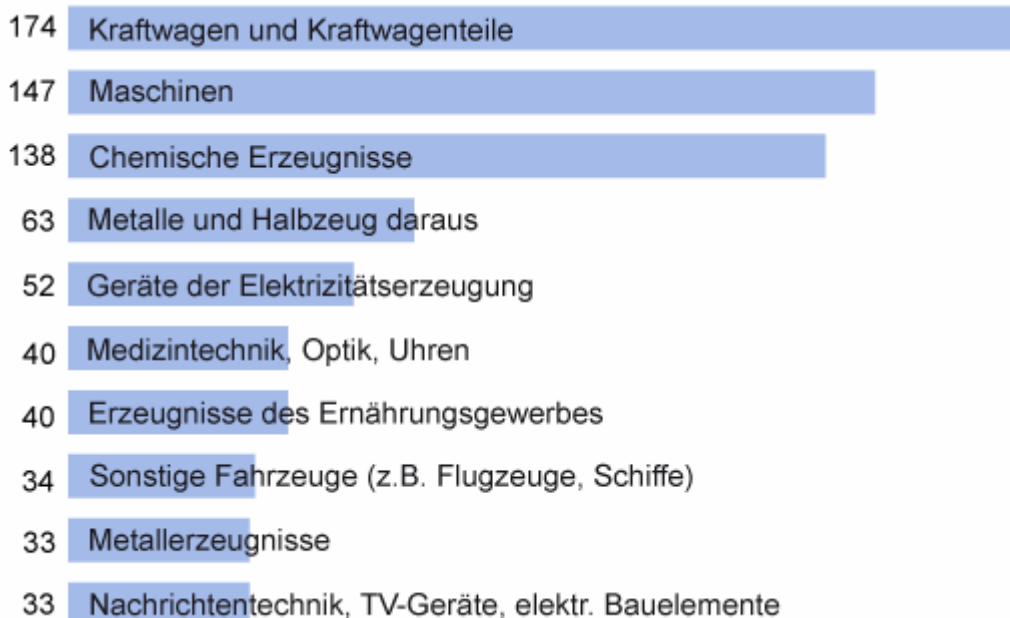 174 Kraftwagen und Kraftwagenteile
147 Maschinen
138 Chemische Erzeugnisse
63 Metalle und Halbzeug daraus
52 Geräte der Elektrizitätserzeugung
40 Medizintechnik, Optik, Uhren
40 Erzeugnisse des Ernährungsgewerbes
34 Sonstige Fahrzeuge (z.B. Flugzeuge, Schiffe)
33 Metallerzeugnisse
33 Nachrichtentechnik, TV-Geräte, elektr. Bauelemente